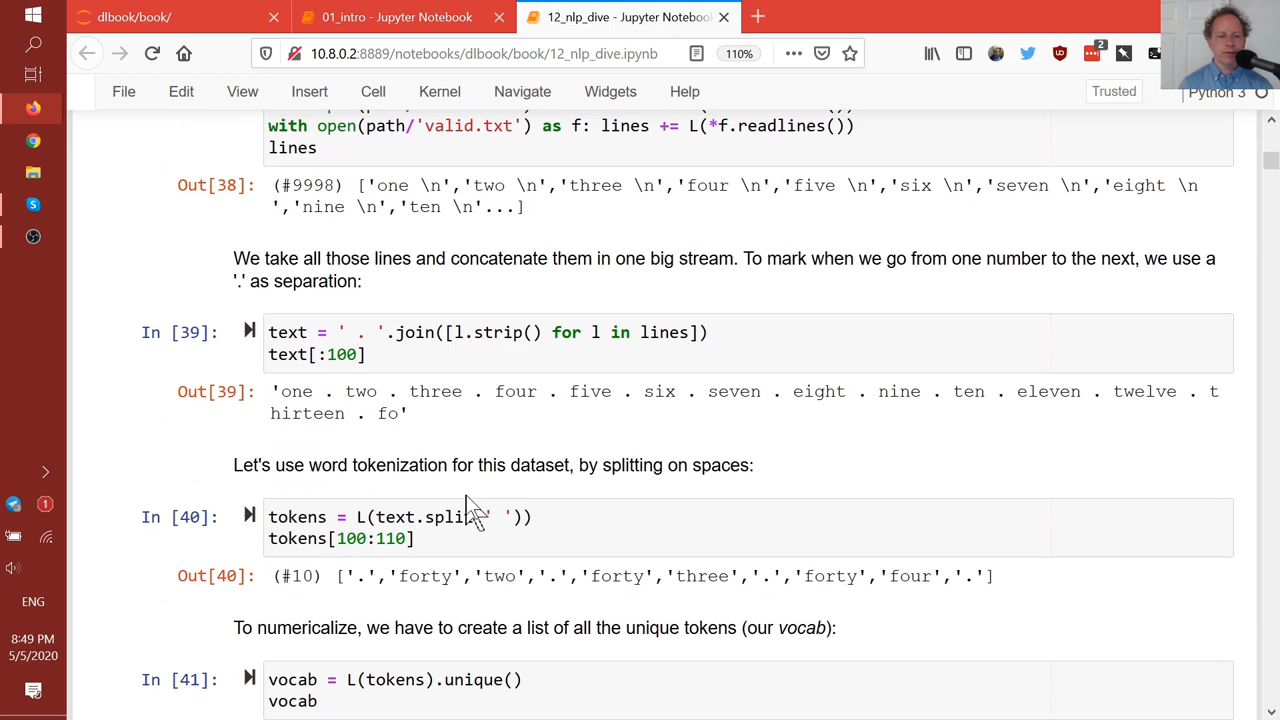 dlbook/book/
01_intro - Jupyter Notebook
12_nlp_dive - Jupyter Notebook
10.8.0.2:8889/notebooks/dlbook/book/12_nlp_dive.ipynb
110%
2
File Edit View Insert Cell Kernel Navigate Widgets Help
Trusted
Python 3
with open(path/'valid.txt') as f: lines += L(*f.readlines())
lines
Out[38]: (#9998) ['one \n','two \n','three \n','four \n','five \n','six \n','seven \n','eight \n
','nine \n','ten \n'...]
We take all those lines and concatenate them in one big stream. To mark when we go from one number to the next, we use a
'.' as separation:
In [39]: text = ' . '.join([l.strip() for l in lines])
text[:100]
Out[39]: 'one . two . three . four . five . six . seven . eight . nine . ten . eleven . twelve . t
hirteen . fo'
Let's use word tokenization for this dataset, by splitting on spaces:
In [40]: tokens = L(text.split(' '))
tokens[100:110]
Out[40]: (#10) ['.','forty','two','.','forty','three','.','forty','four','.']
To numericalize, we have to create a list of all the unique tokens (our vocab):
In [41]: vocab = L(tokens).unique()
vocab
1
ENG
8:49 PM
5/5/2020